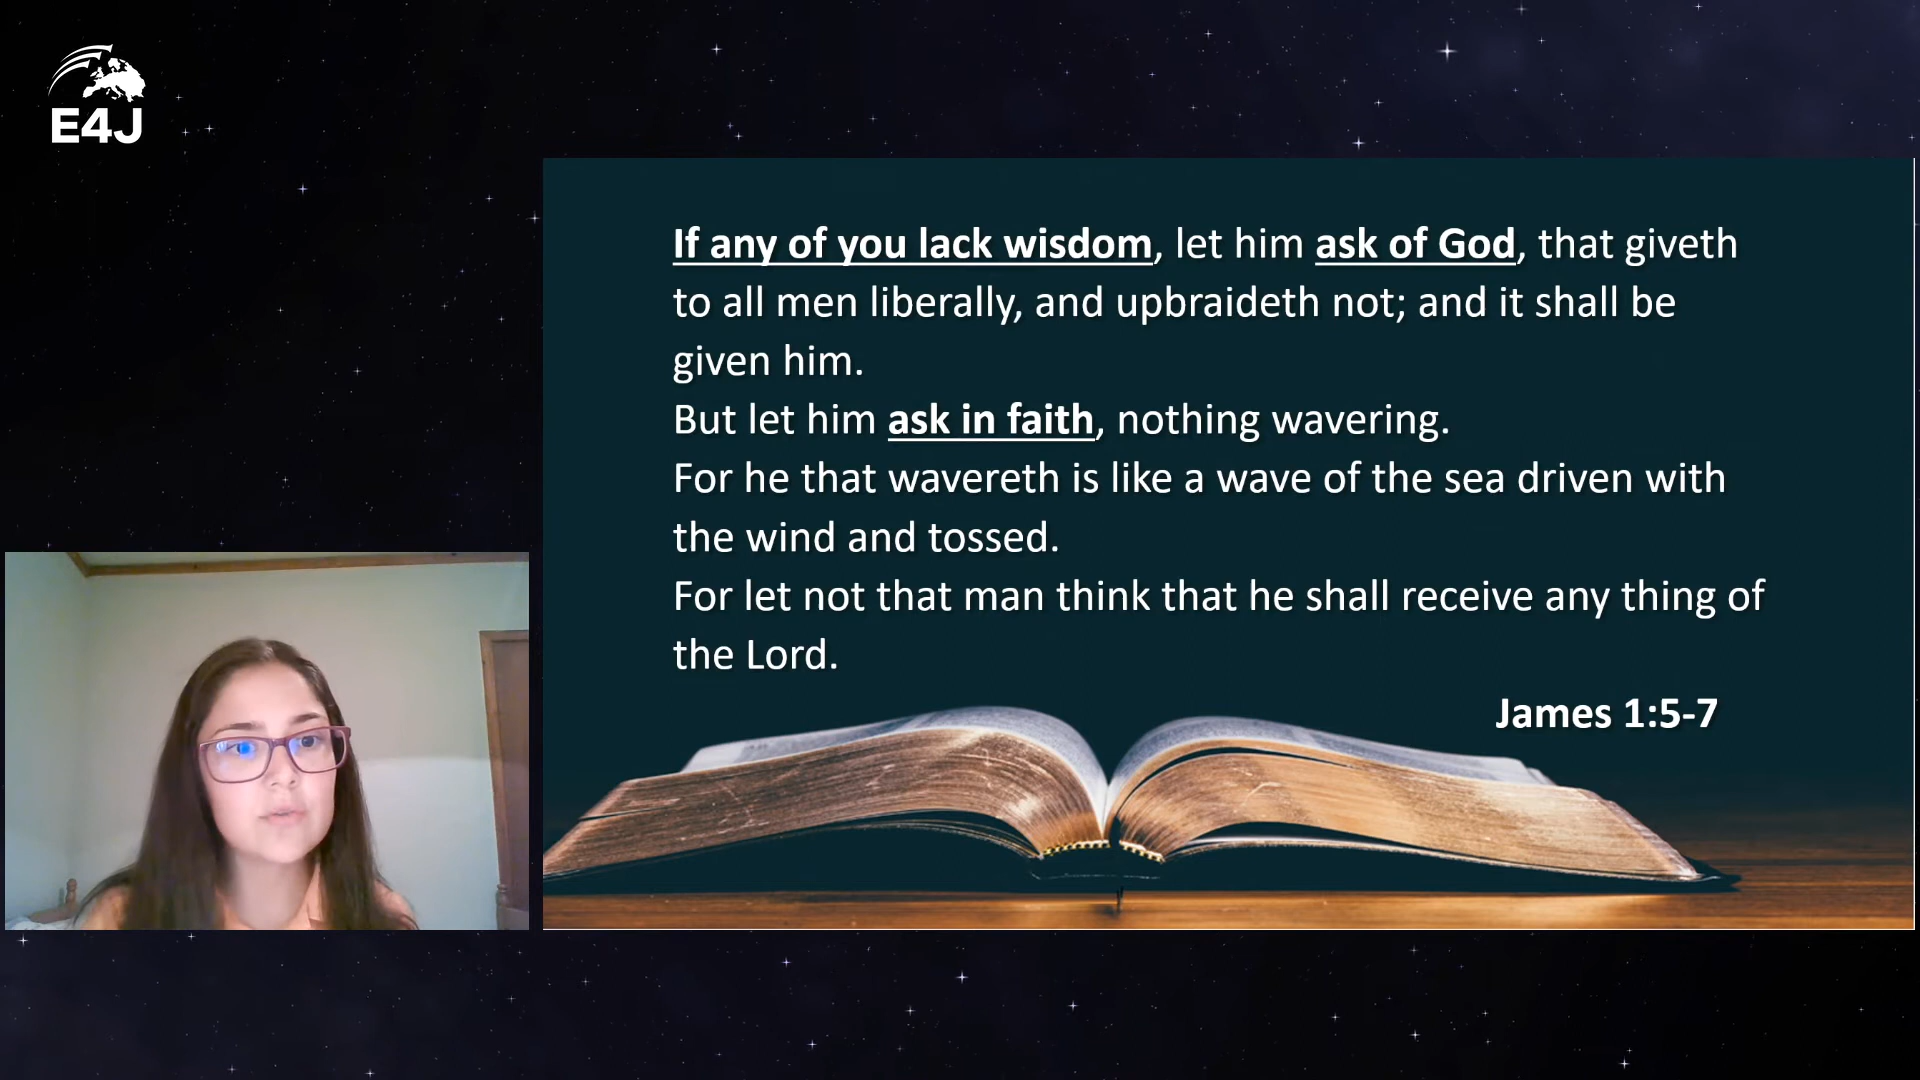 E4J
If any of you lack wisdom, let him ask of God, that giveth
to all men liberally, and upbraideth not; and it shall be
given him.
But let him ask in faith, nothing wavering.
For he that wavereth is like a wave of the sea driven with
the wind and tossed.
For let not that man think that he shall receive any thing of
the Lord.
James 1:5-7